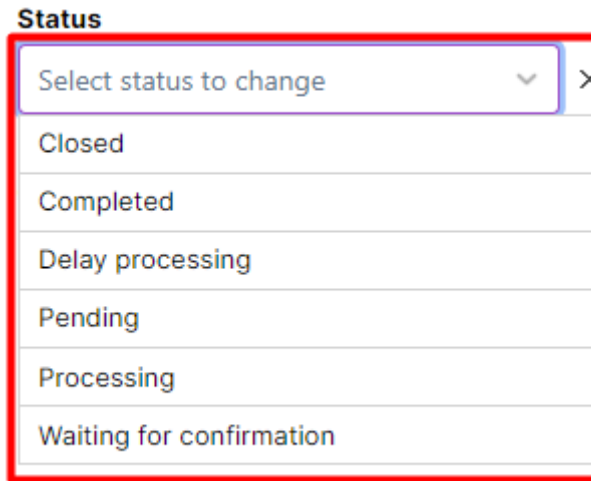 Status
Select status to change
Closed
Completed
Delay processing
Pending
Processing
Waiting for confirmation